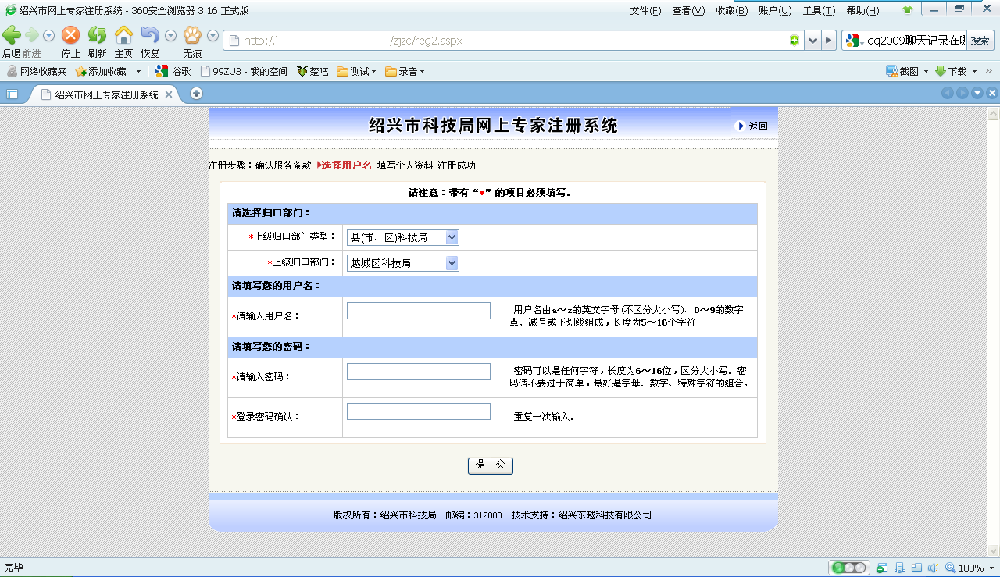 绍兴市网上专家注册系统 - 360安全浏览器 3.16 正式版
文件(F) 查看(V) 收藏(B) 账户(U) 工具(T) 帮助(H)
http://' '/zjzc/reg2.aspx
qq2009聊天记录在哪 搜索
后退 前进 停止 刷新 主页 恢复 无痕
网络收藏夹 添加收藏 谷歌 99ZU3 - 我的空间 楚吧 测试 录音 截图 下载
绍兴市网上专家注册系统
绍兴市科技局网上专家注册系统
返回
注册步骤：确认服务条款 选择用户名 填写个人资料 注册成功
请注意：带有“*”的项目必须填写。
请选择归口部门：
*上级归口部门类型： 县(市、区)科技局
*上级归口部门： 越城区科技局
请填写您的用户名：
*请输入用户名：
用户名由a～z的英文字母(不区分大小写)、0～9的数字
点、减号或下划线组成，长度为5～16个字符
请填写您的密码：
*请输入密码：
密码可以是任何字符，长度为6～16位，区分大小写。密
码请不要过于简单，最好是字母、数字、特殊字符的组合。
*登录密码确认： 重复一次输入。
提 交
版权所有：绍兴市科技局 邮编：312000 技术支持：绍兴东越科技有限公司
完毕
100%